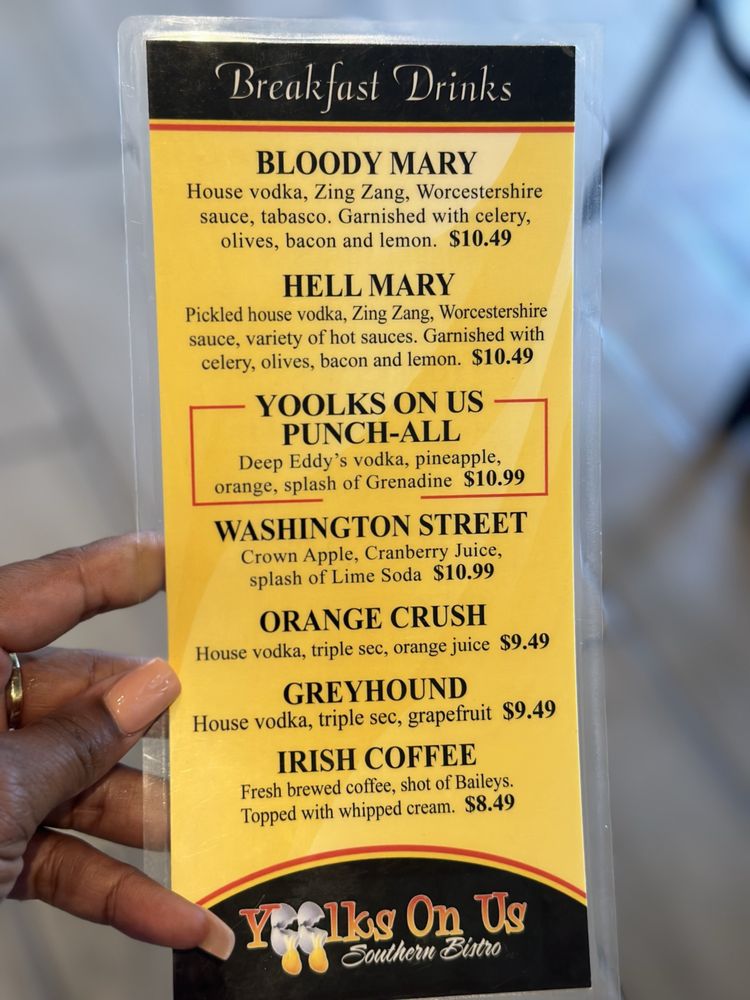 Breakfast Drinks
BLOODY MARY
House vodka, Zing Zang, Worcestershire
sauce, tabasco. Garnished with celery,
olives, bacon and lemon. $10.49
HELL MARY
Pickled house vodka, Zing Zang, Worcestershire
sauce, variety of hot sauces. Garnished with
celery, olives, bacon and lemon. $10.49
YOOLKS ON US
PUNCH-ALL
Deep Eddy's vodka, pineapple,
orange, splash of Grenadine $10.99
WASHINGTON STREET
Crown Apple, Cranberry Juice,
splash of Lime Soda $10.99
ORANGE CRUSH
House vodka, triple sec, orange juice $9.49
GREYHOUND
House vodka, triple sec, grapefruit $9.49
IRISH COFFEE
Fresh brewed coffee, shot of Baileys.
Topped with whipped cream. $8.49
Yoolks On Us
Southern Bistro